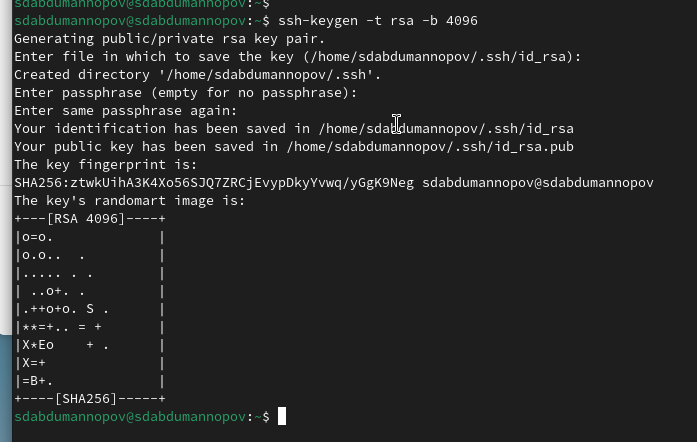 sdabdumannopov@sdabdumannopov:~$
sdabdumannopov@sdabdumannopov:~$ ssh-keygen -t rsa -b 4096
Generating public/private rsa key pair.
Enter file in which to save the key (/home/sdabdumannopov/.ssh/id_rsa):
Created directory '/home/sdabdumannopov/.ssh'.
Enter passphrase (empty for no passphrase):
Enter same passphrase again:
Your identification has been saved in /home/sdabdumannopov/.ssh/id_rsa
Your public key has been saved in /home/sdabdumannopov/.ssh/id_rsa.pub
The key fingerprint is:
SHA256:ztwkUihA3K4Xo56SJQ7ZRCjEvypDkyYvwq/yGgK9Neg sdabdumannopov@sdabdumannopov
The key's randomart image is:
+---[RSA 4096]----+
|o=o.             |
|o.o..  .         |
|..... . .        |
| ..o+. .         |
|.++o+o. S .      |
|**=+.. = +       |
|X*Eo    + .      |
|X=+              |
|=B+.             |
+----[SHA256]-----+
sdabdumannopov@sdabdumannopov:~$